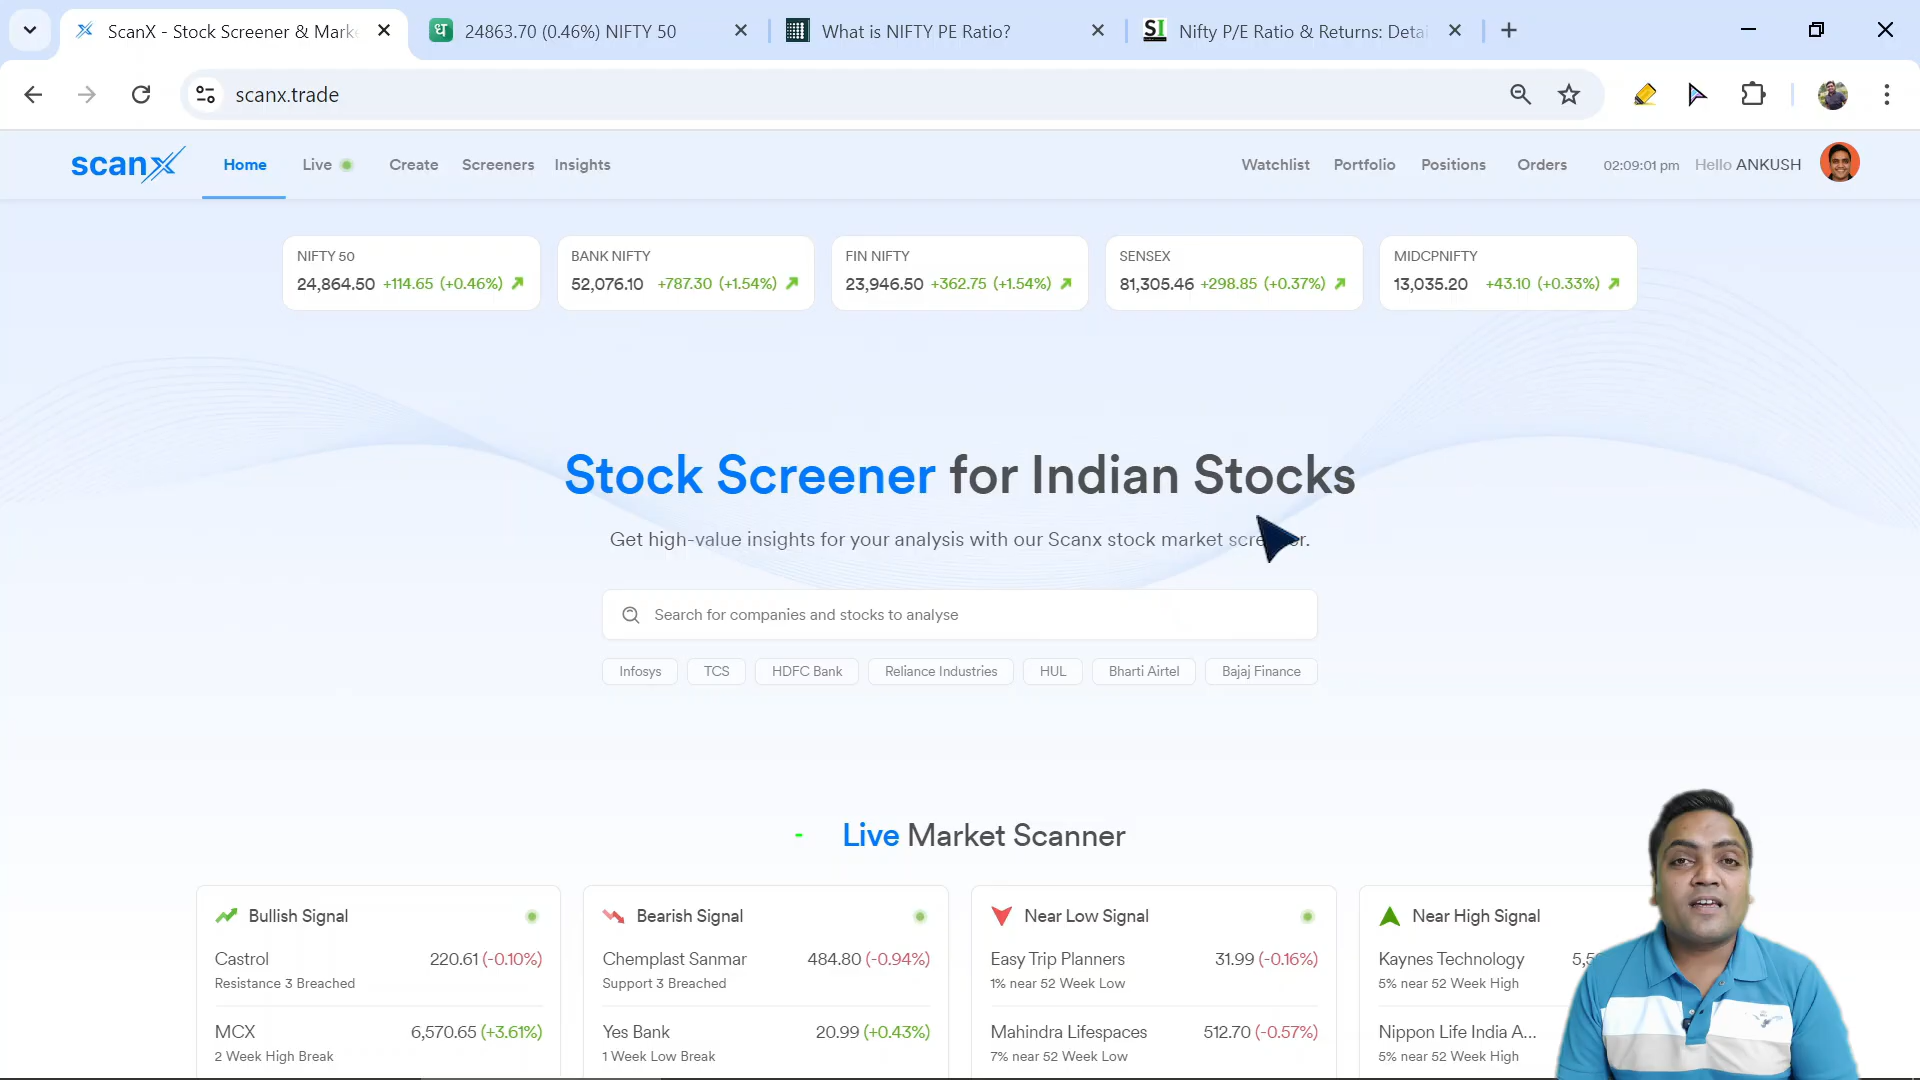 ScanX - Stock Screener & Marke
24863.70 (0.46%) NIFTY 50
What is NIFTY PE Ratio?
SI
Nifty P/E Ratio & Returns: Detai
scanx.trade
scanx
Home
Live
Create
Screeners
Insights
Watchlist
Portfolio
Positions
Orders
02:09:01 pm
Hello ANKUSH
NIFTY 50
24,864.50 +114.65 (+0.46%)
BANK NIFTY
52,076.10 +787.30 (+1.54%)
FIN NIFTY
23,946.50 +362.75 (+1.54%)
SENSEX
81,305.46 +298.85 (+0.37%)
MIDCPNIFTY
13,035.20 +43.10 (+0.33%)
Stock Screener for Indian Stocks
Get high-value insights for your analysis with our Scanx stock market scre er.
Search for companies and stocks to analyse
Infosys
TCS
HDFC Bank
Reliance Industries
HUL
Bharti Airtel
Bajaj Finance
Live Market Scanner
Bullish Signal
Castrol 220.61 (-0.10%)
Resistance 3 Breached
MCX 6,570.65 (+3.61%)
2 Week High Break
Bearish Signal
Chemplast Sanmar 484.80 (-0.94%)
Support 3 Breached
Yes Bank 20.99 (+0.43%)
1 Week Low Break
Near Low Signal
Easy Trip Planners 31.99 (-0.16%)
1% near 52 Week Low
Mahindra Lifespaces 512.70 (-0.57%)
7% near 52 Week Low
Near High Signal
Kaynes Technology
5% near 52 Week High
Nippon Life India A...
5% near 52 Week High